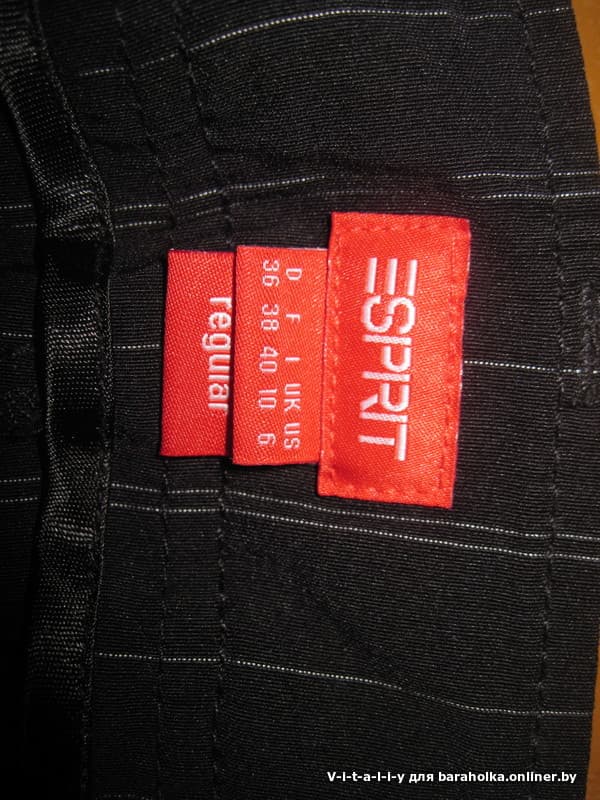 ESPRIT
D F I UK US
36 38 40 10 6
regular
V-i-t-a-l-i-y для baraholka.onliner.by